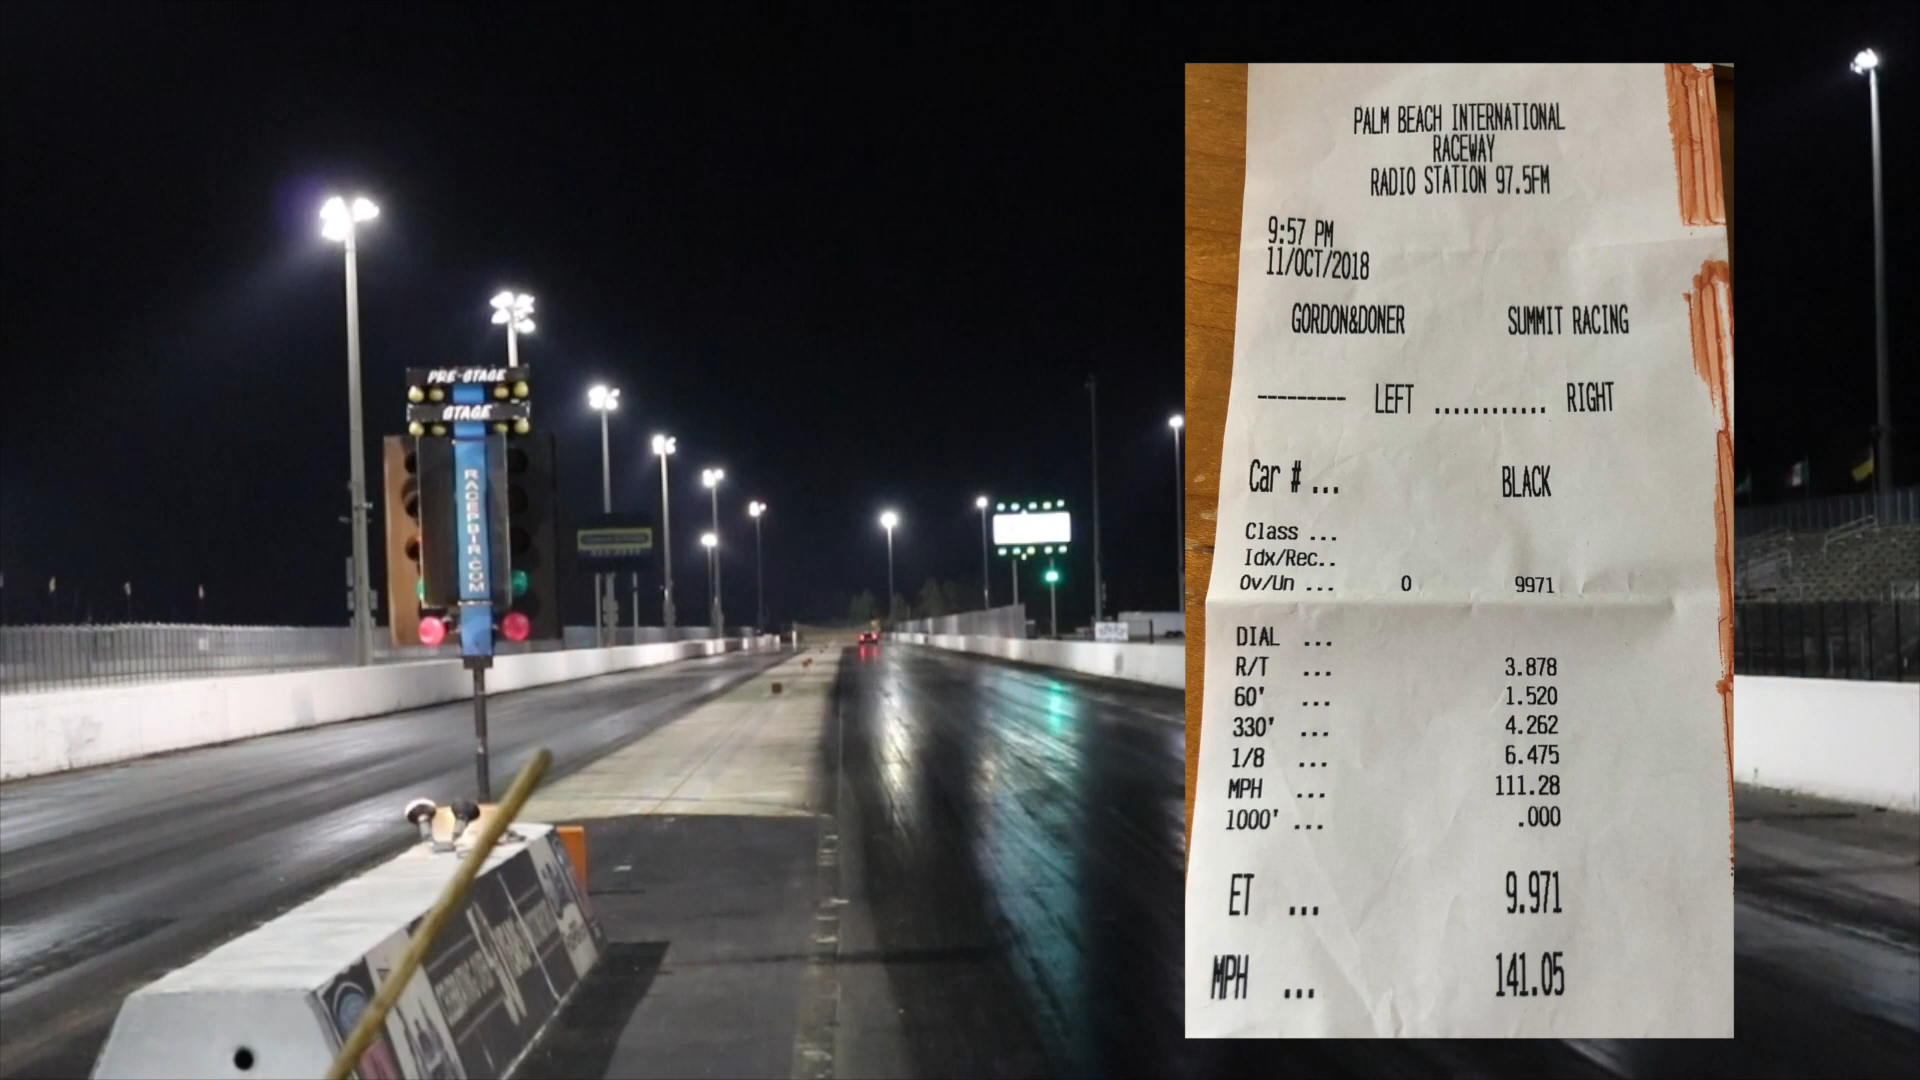 PRE-STAGE
STAGE
RACEPBIR.COM
PALM BEACH INTERNATIONAL
RACEWAY
RADIO STATION 97.5FM
9:57 PM
11/OCT/2018
GORDON&DONER SUMMIT RACING
--------- LEFT ............ RIGHT
Car # ... BLACK
Class ...
Idx/Rec..
Ov/Un ... 0 9971
DIAL ...
R/T ... 3.878
60' ... 1.520
330' ... 4.262
1/8 ... 6.475
MPH ... 111.28
1000' ... .000
ET ... 9.971
MPH ... 141.05